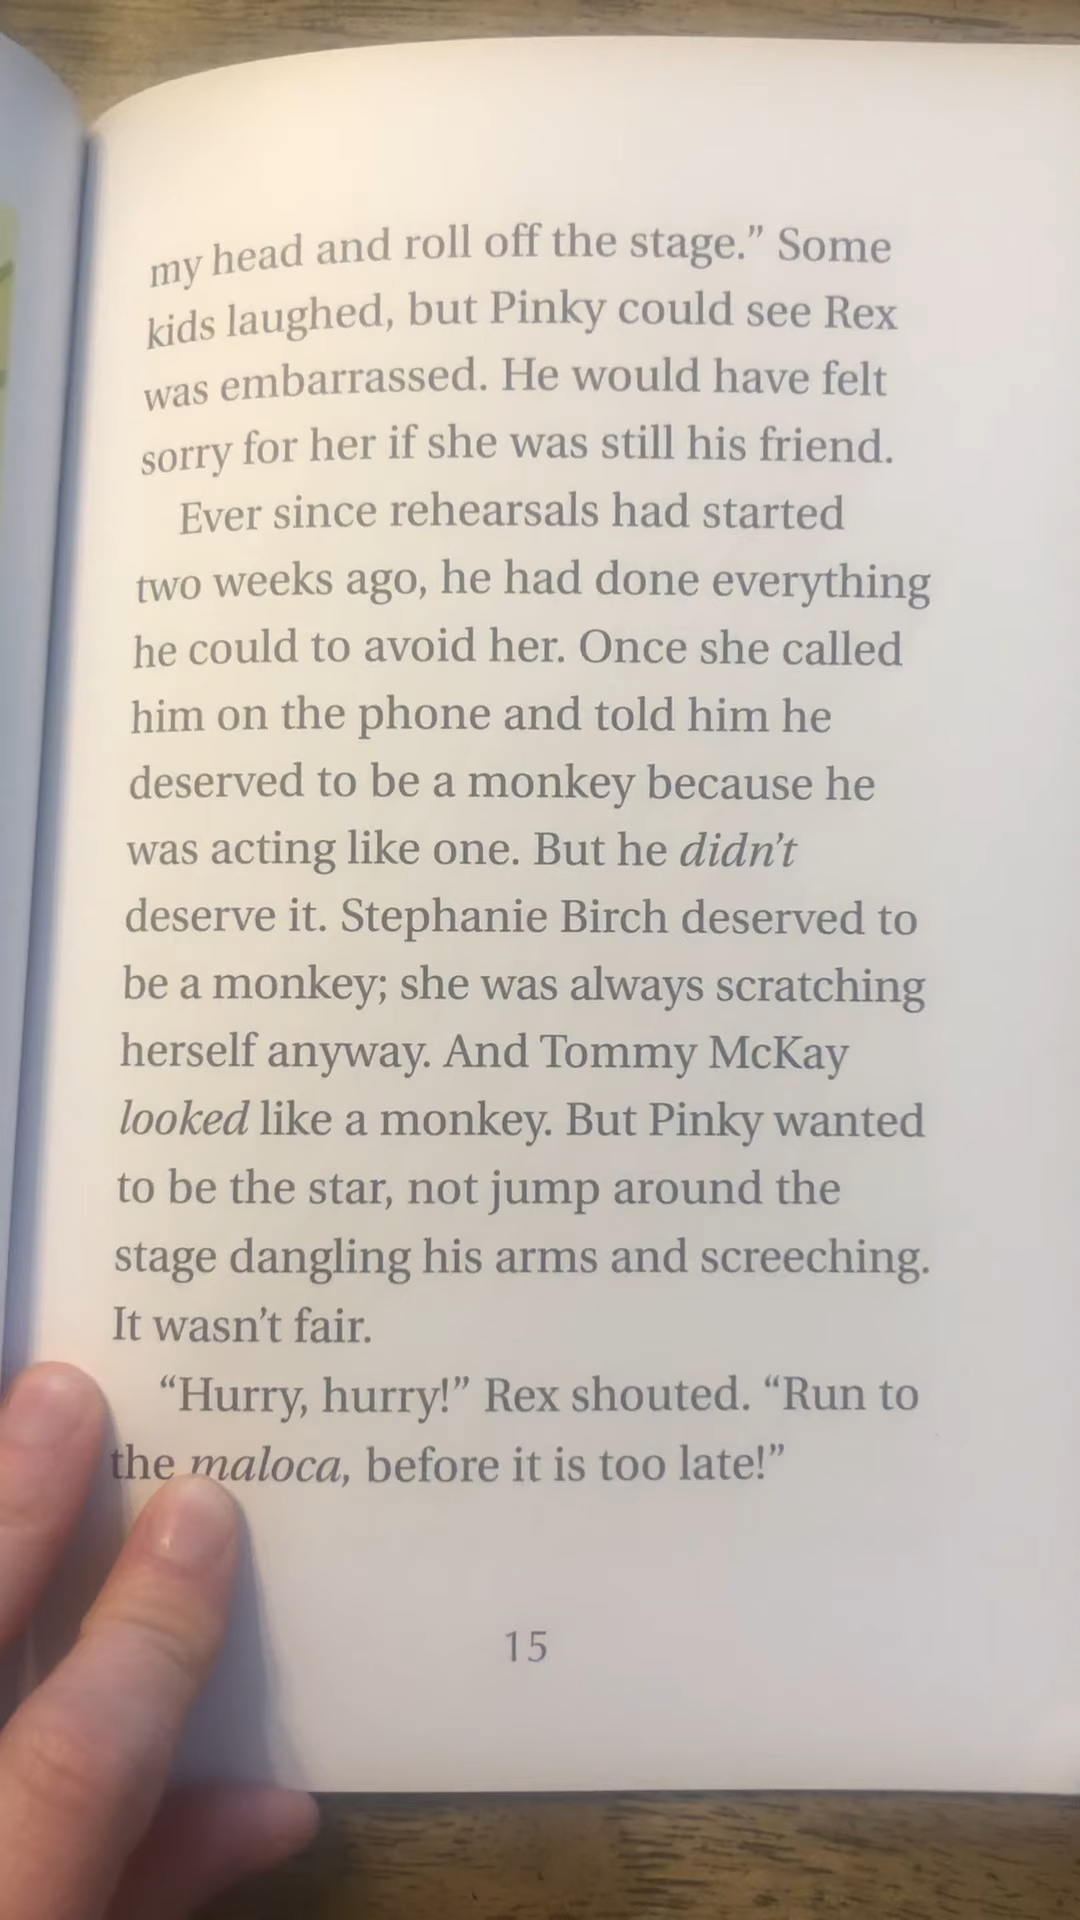 my head and roll off the stage.” Some
kids laughed, but Pinky could see Rex
was embarrassed. He would have felt
sorry for her if she was still his friend.
Ever since rehearsals had started
two weeks ago, he had done everything
he could to avoid her. Once she called
him on the phone and told him he
deserved to be a monkey because he
was acting like one. But he didn’t
deserve it. Stephanie Birch deserved to
be a monkey; she was always scratching
herself anyway. And Tommy McKay
looked like a monkey. But Pinky wanted
to be the star, not jump around the
stage dangling his arms and screeching.
It wasn’t fair.
“Hurry, hurry!” Rex shouted. “Run to
the maloca, before it is too late!”
15